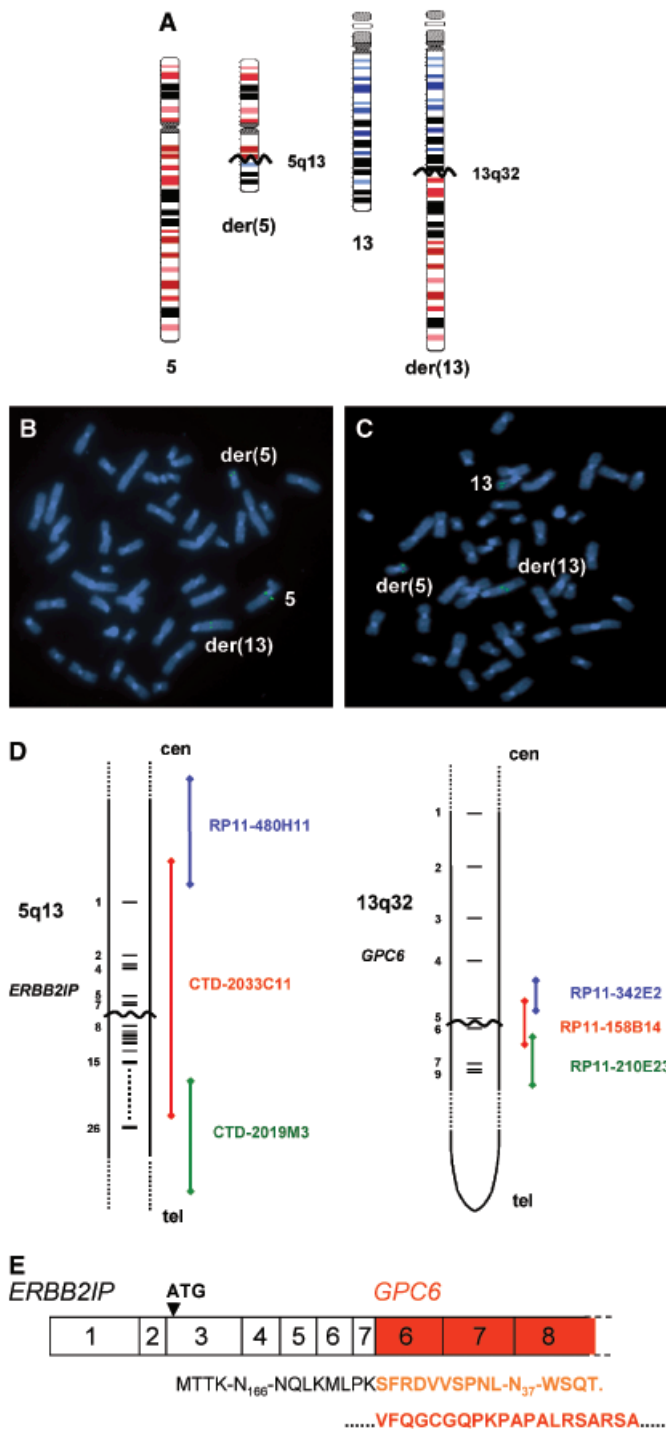 A
5q13
13q32
der(5)
13
5
der(13)
B
der(5)
5
der(13)
C
13
der(13)
der(5)
D
cen
cen
RP11-480H11
1
1
5q13
2
13q32
3
2
4
GPC6
4
ERBB2IP
CTD-2033C11
5
7
RP11-342E2
5
RP11-158B14
8
6
RP11-210E23
15
7
9
26
CTD-2019M3
tel
tel
E
ERBB2IP
ATG
GPC6
1 2 3 4 5 6 7 6 7 8
MTTK-N166-NQLKMLPKSFRDVVSPNL-N37-WSQT.
......VFQGCGQPKPAPALRSARSA.....